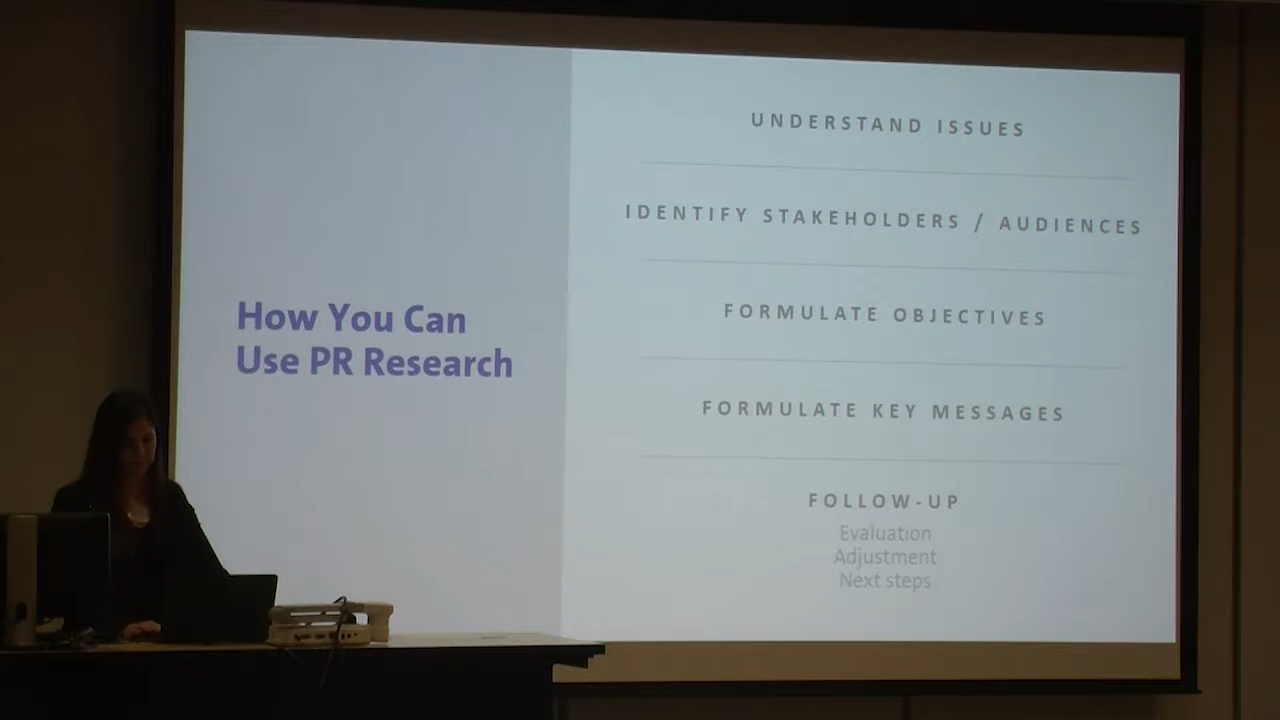 How You Can
Use PR Research
UNDERSTAND ISSUES
IDENTIFY STAKEHOLDERS / AUDIENCES
FORMULATE OBJECTIVES
FORMULATE KEY MESSAGES
FOLLOW-UP
Evaluation
Adjustment
Next steps